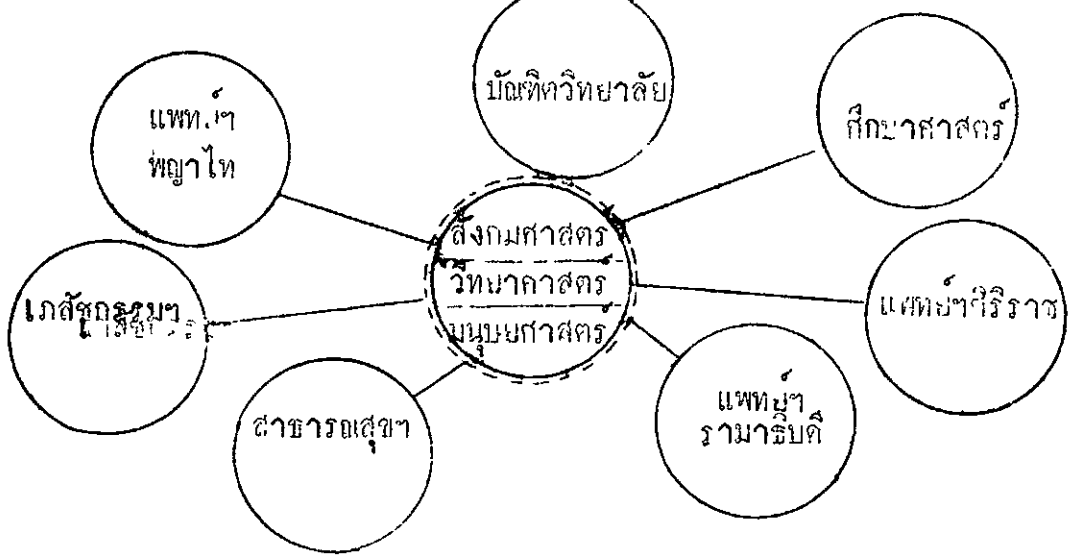 บัณฑิตวิทยาลัย
แพทย์ฯ
พญาไท
ศึกษาศาสตร์
สังคมศาสตร์
วิทยาศาสตร์
มนุษยศาสตร์
เภสัชกรรมฯ
แพทย์ฯศิริราช
สาธารณสุขฯ
แพทย์ฯ
รามาธิบดี